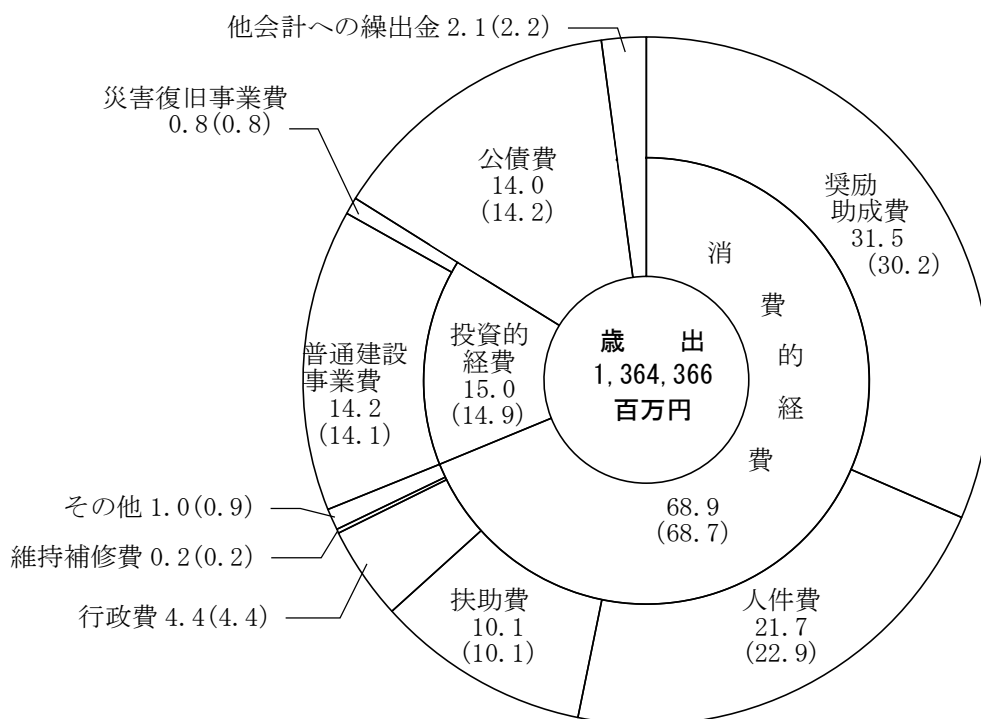 他会計への繰出金 2.1(2.2)
災害復旧事業費
0.8(0.8)
公債費
14.0
(14.2)
奨励
助成費
31.5
(30.2)
消
費
的
経
費
68.9
(68.7)
歳 出
1,364,366
百万円
投資的
経費
15.0
(14.9)
普通建設
事業費
14.2
(14.1)
その他 1.0(0.9)
維持補修費 0.2(0.2)
行政費 4.4(4.4)
扶助費
10.1
(10.1)
人件費
21.7
(22.9)